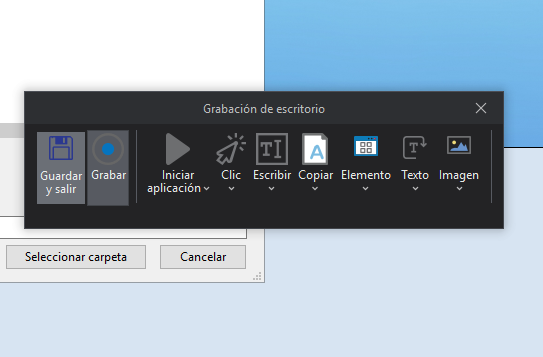 Grabación de escritorio
Guardar y salir
Grabar
Iniciar aplicación
Clic
Escribir
Copiar
Elemento
Texto
Imagen
Seleccionar carpeta
Cancelar